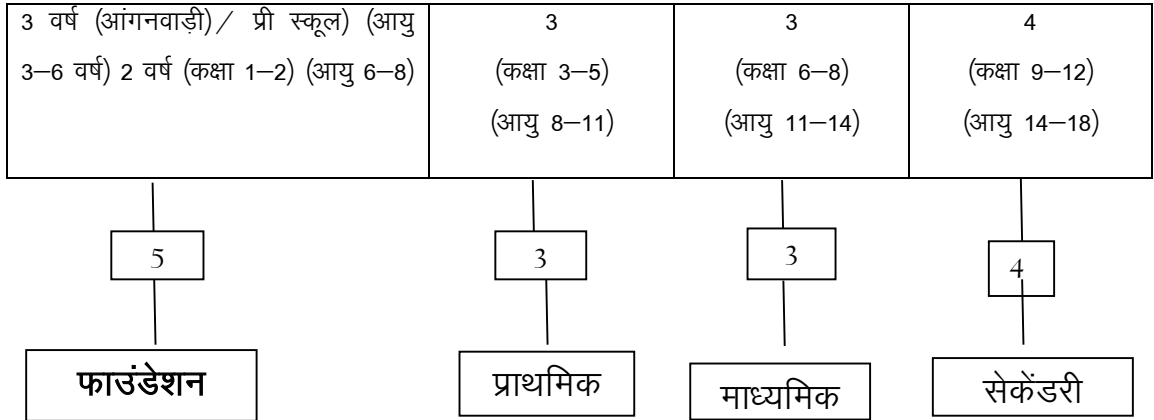 3 वर्ष (आंगनवाड़ी) / प्री स्कूल) (आयु
3–6 वर्ष) 2 वर्ष (कक्षा 1–2) (आयु 6–8)
3
(कक्षा 3–5)
(आयु 8–11)
3
(कक्षा 6–8)
(आयु 11–14)
4
(कक्षा 9–12)
(आयु 14–18)
5
3
3
4
फाउंडेशन
प्राथमिक
माध्यमिक
सेकेंडरी